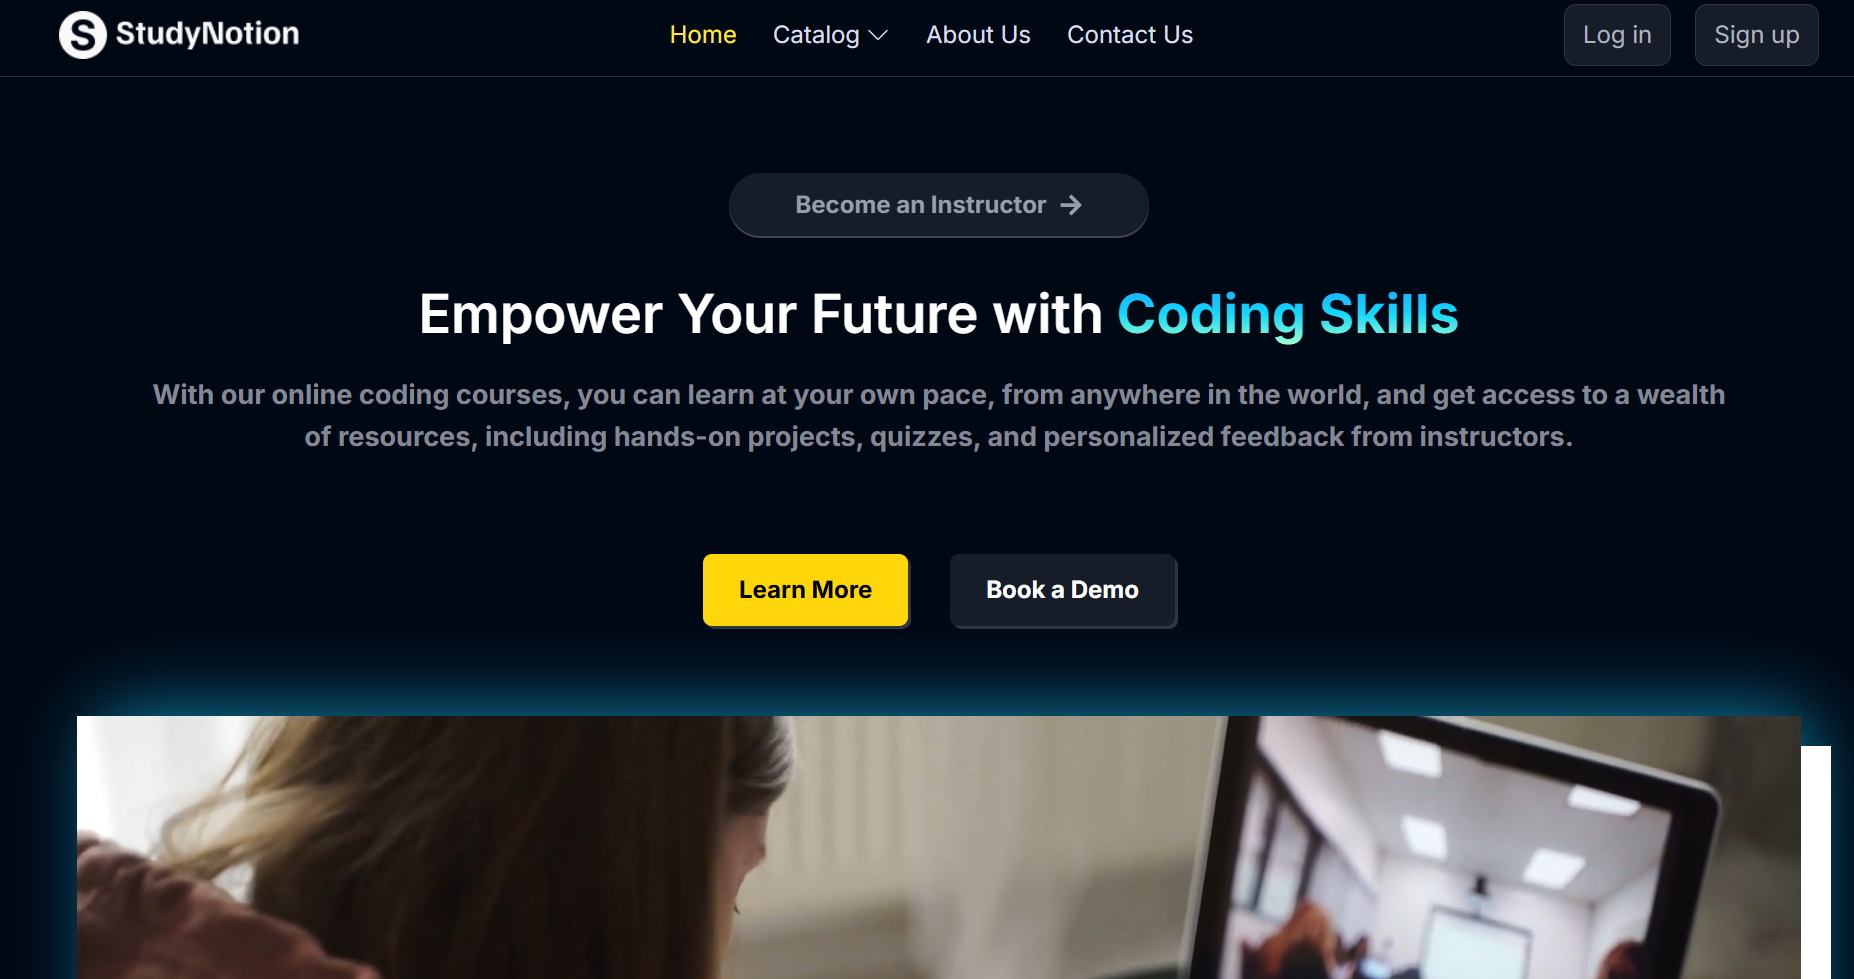 S StudyNotion
Home Catalog About Us Contact Us
Log in Sign up
Become an Instructor →
Empower Your Future with Coding Skills
With our online coding courses, you can learn at your own pace, from anywhere in the world, and get access to a wealth
of resources, including hands-on projects, quizzes, and personalized feedback from instructors.
Learn More Book a Demo